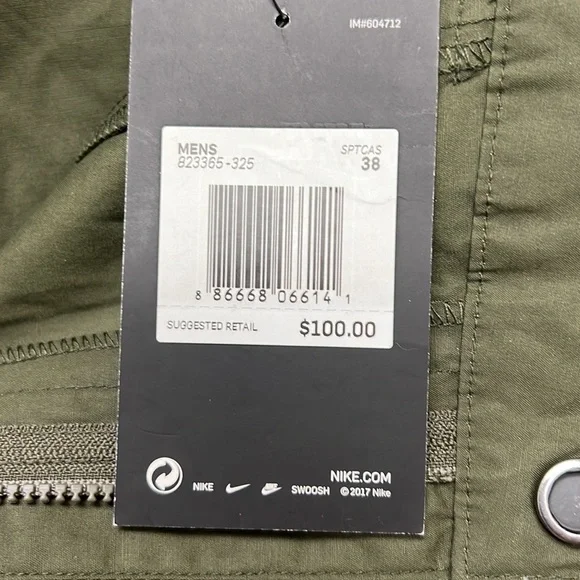 IM#604712
MENS SPTCAS
823365-325 38
8 86668 06614 1
SUGGESTED RETAIL $100.00
NIKE.COM
NIKE SWOOSH © 2017 Nike